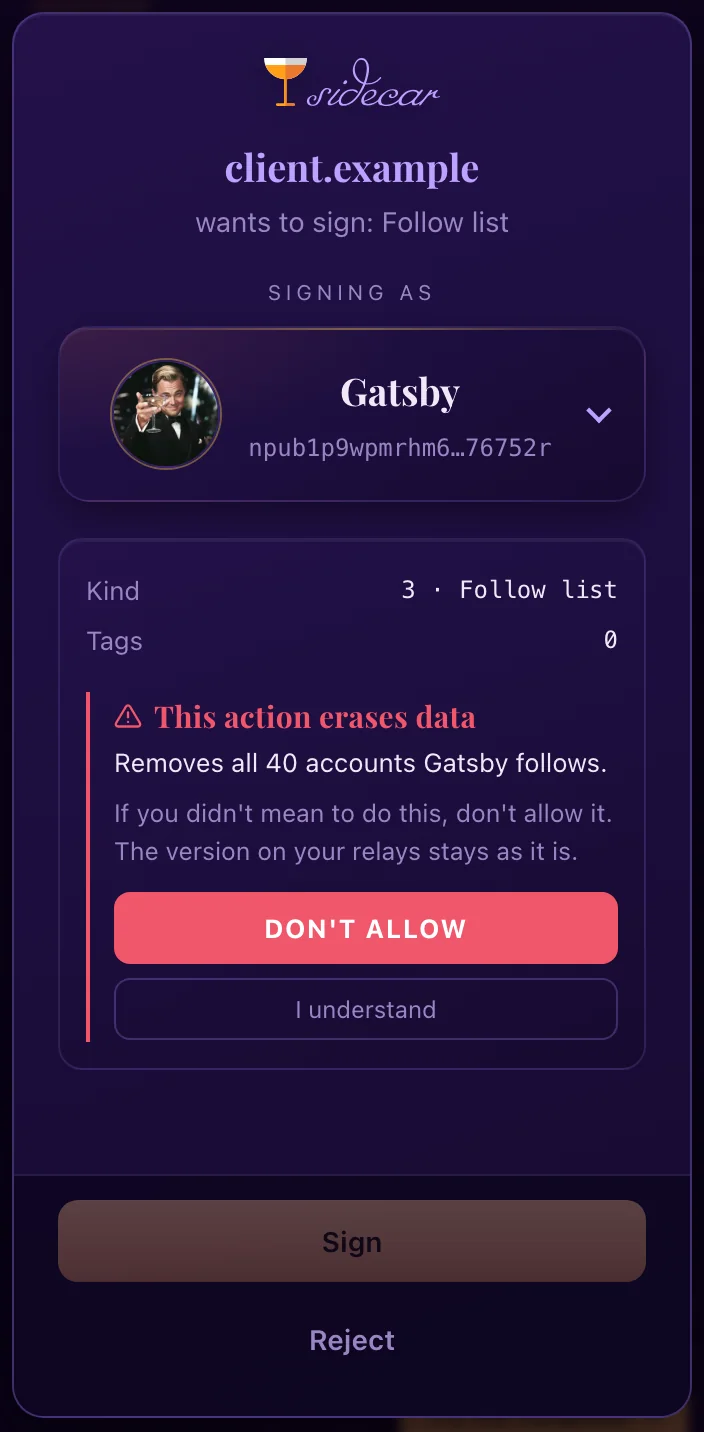 sidecar
client.example
wants to sign: Follow list
SIGNING AS
Gatsby
npub1p9wpmrhm6…76752r
Kind 3 · Follow list
Tags 0
This action erases data
Removes all 40 accounts Gatsby follows.
If you didn't mean to do this, don't allow it.
The version on your relays stays as it is.
DON'T ALLOW
I understand
Sign
Reject